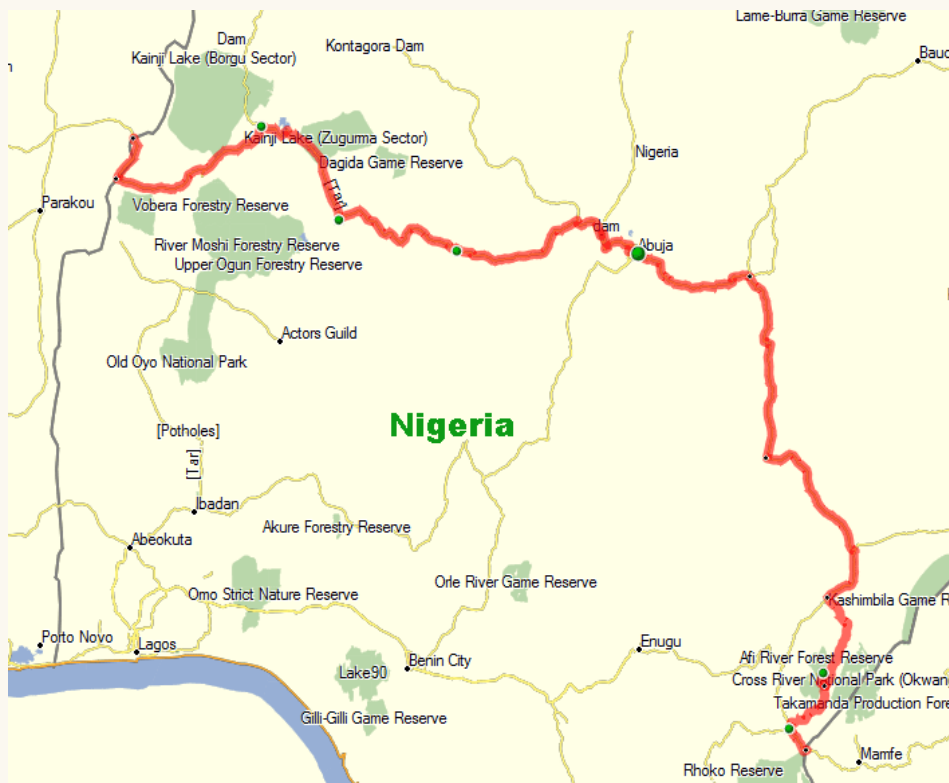 Lame-Burra Game Reserve
Dam
Kontagora Dam
Kainji Lake (Borgu Sector)
Kainji Lake (Zugurma Sector)
Nigeria
Dagida Game Reserve
[Tar]
Parakou
Vobera Forestry Reserve
dam
River Moshi Forestry Reserve
Abuja
Upper Ogun Forestry Reserve
Actors Guild
Old Oyo National Park
Nigeria
[Potholes]
[Tar]
Ibadan
Akure Forestry Reserve
Abeokuta
Orle River Game Reserve
Omo Strict Nature Reserve
Kashimbila Game R
Porto Novo
Lagos
Enugu
Benin City
Afi River Forest Reserve
Lake90
Cross River National Park (Okwan
Takamanda Production Fore
Gilli-Gilli Game Reserve
Mamfe
Rhoko Reserve